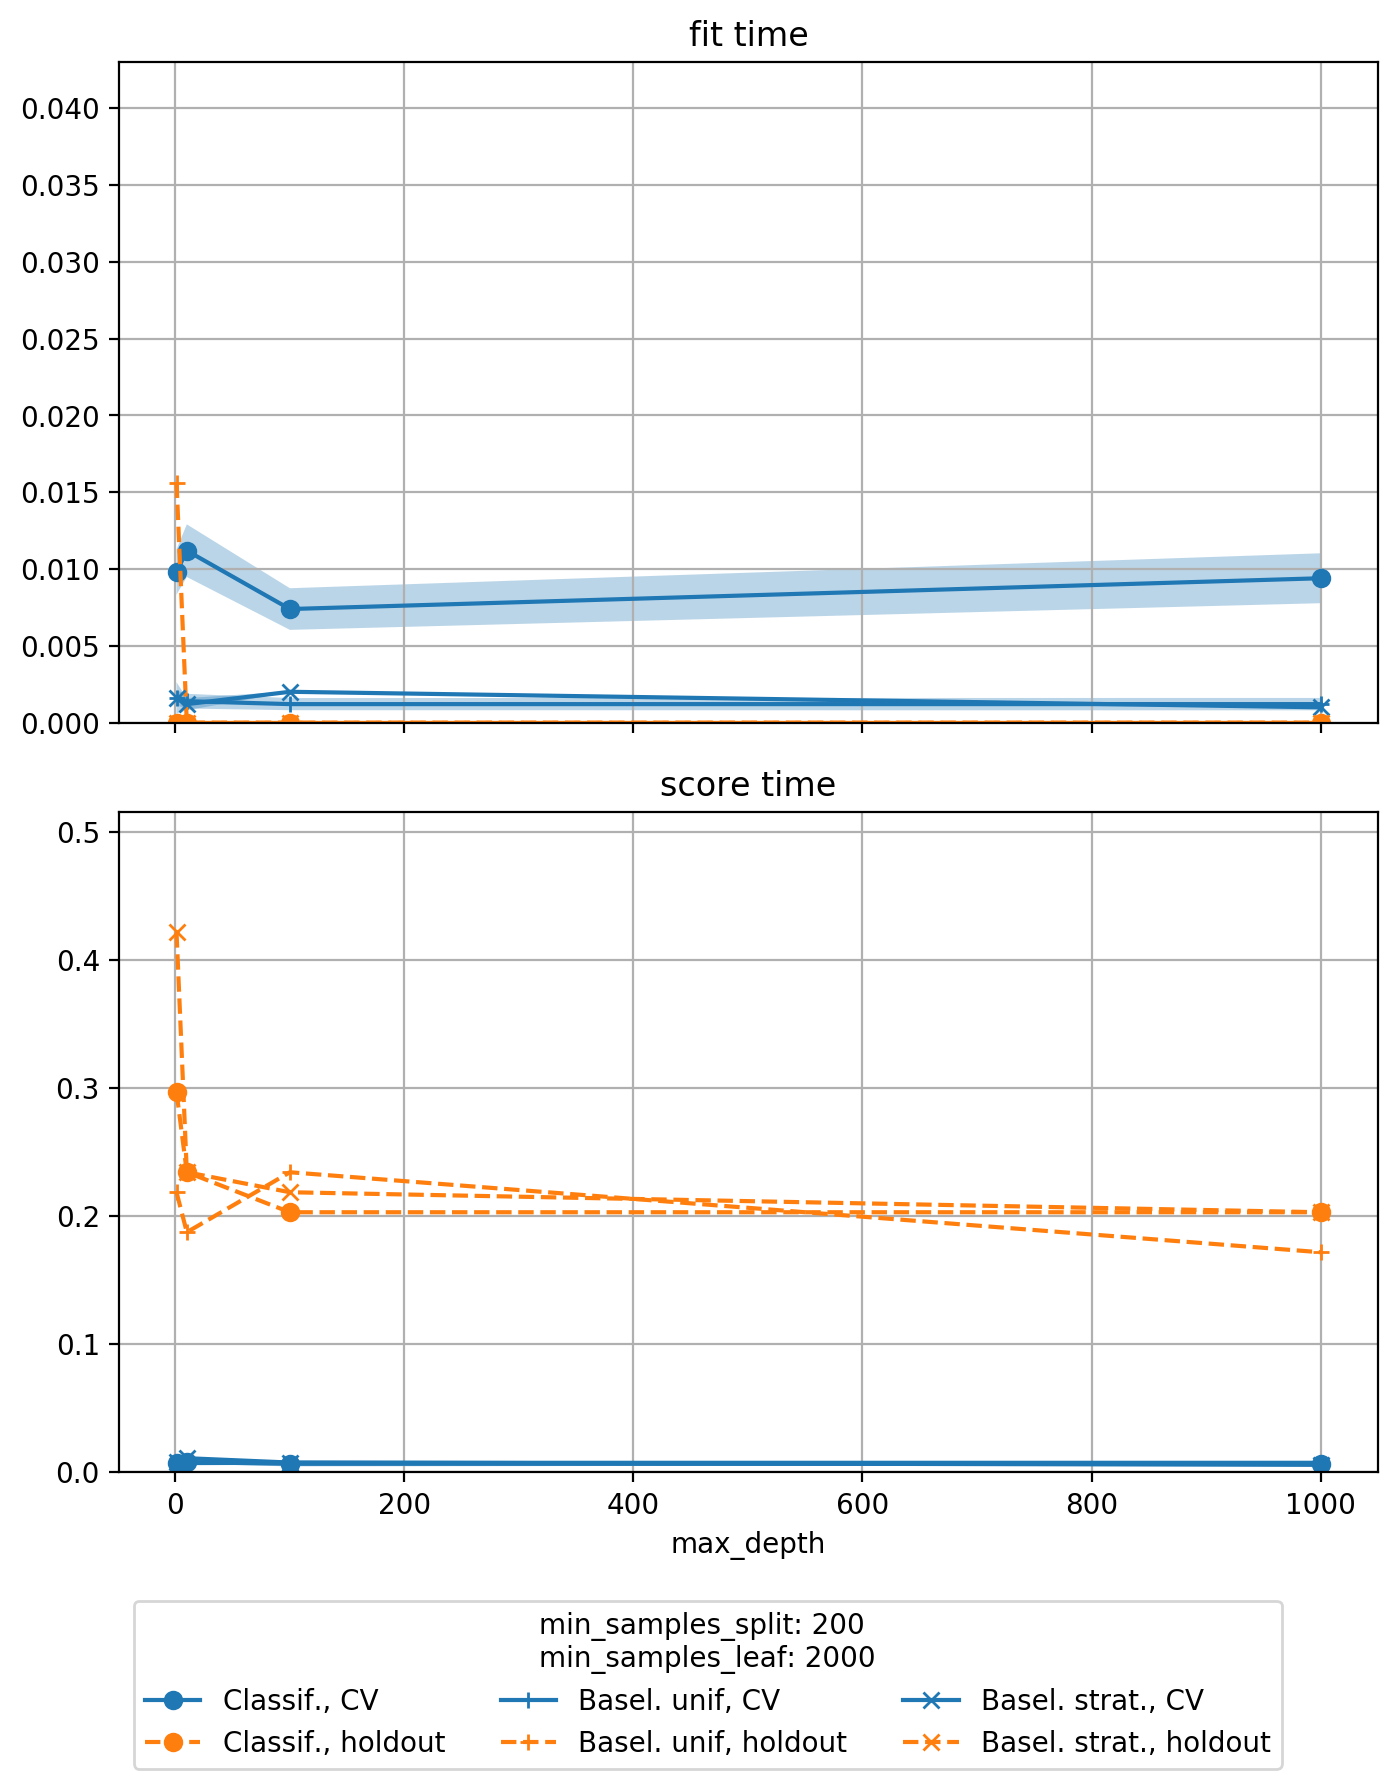 fit time
0.040
0.035
0.030
0.025
0.020
0.015
0.010
0.005
0.000
score time
0.5
0.4
0.3
0.2
0.1
0.0
0 200 400 600 800 1000
max_depth
min_samples_split: 200
min_samples_leaf: 2000
Classif., CV Basel. unif, CV Basel. strat., CV
Classif., holdout Basel. unif, holdout Basel. strat., holdout